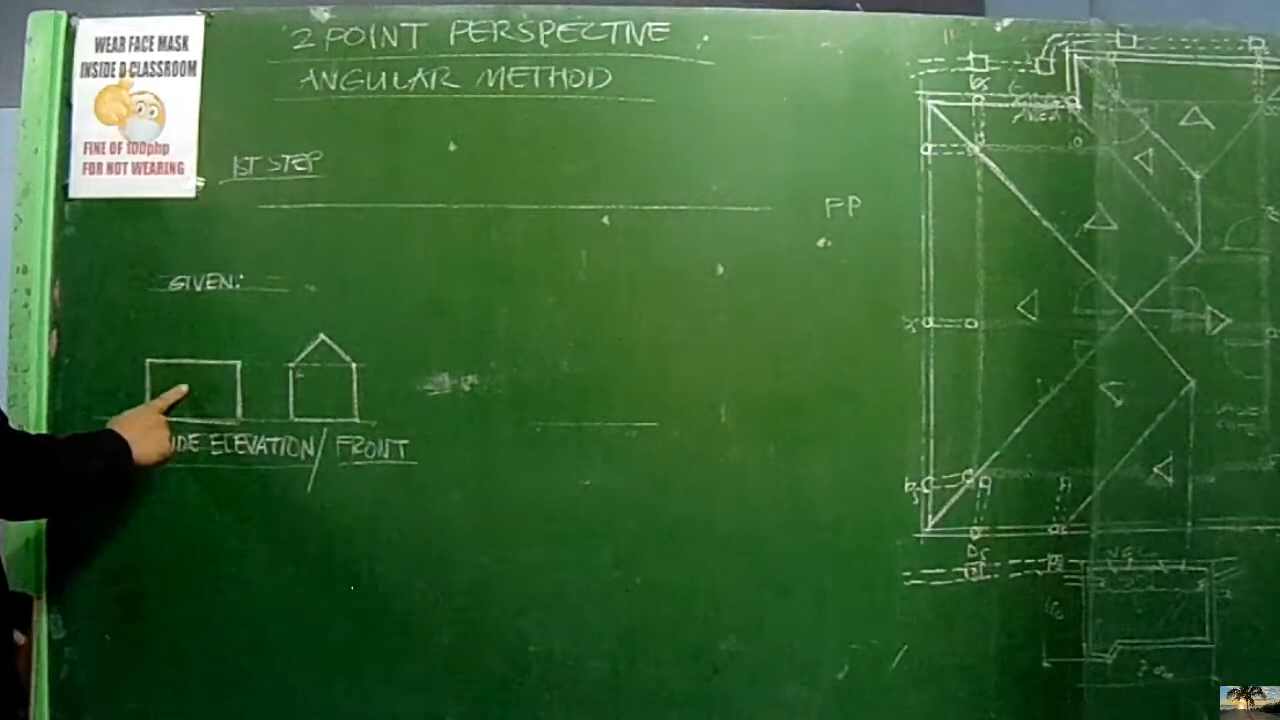 WEAR FACE MASK
INSIDE D CLASSROOM
FINE OF 100php
FOR NOT WEARING
2 POINT PERSPECTIVE
ANGULAR METHOD
1ST STEP
PP
GIVEN:
IDE ELEVATION/ FRONT